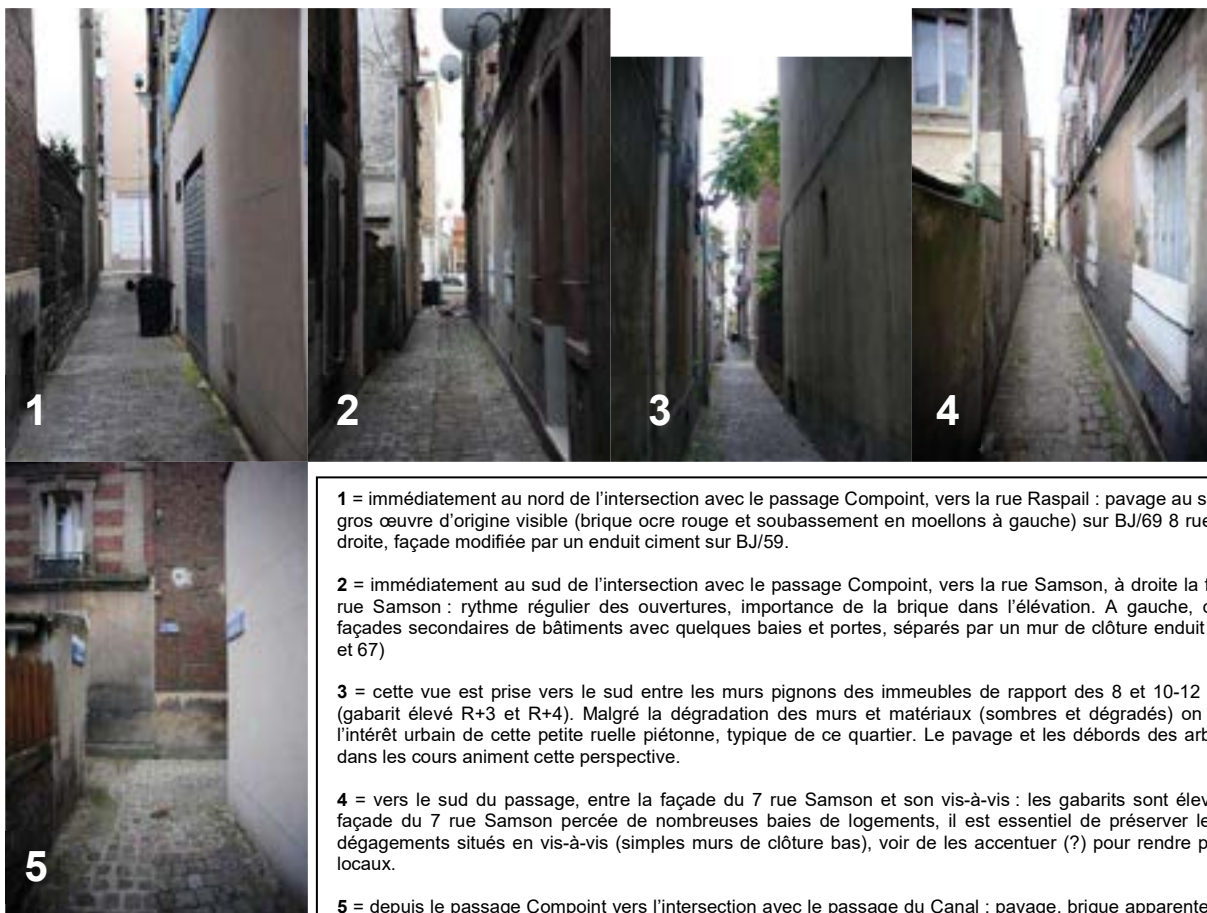 1
2
3
4
5
1 = immédiatement au nord de l'intersection avec le passage Compoint, vers la rue Raspail : pavage au s
gros œuvre d'origine visible (brique ocre rouge et soubassement en moellons à gauche) sur BJ/69 8 rue
droite, façade modifiée par un enduit ciment sur BJ/59.
2 = immédiatement au sud de l'intersection avec le passage Compoint, vers la rue Samson, à droite la f
rue Samson : rythme régulier des ouvertures, importance de la brique dans l'élévation. A gauche,
façades secondaires de bâtiments avec quelques baies et portes, séparés par un mur de clôture enduit
et 67)
3 = cette vue est prise vers le sud entre les murs pignons des immeubles de rapport des 8 et 10-12
(gabarit élevé R+3 et R+4). Malgré la dégradation des murs et matériaux (sombres et dégradés) on
l'intérêt urbain de cette petite ruelle piétonne, typique de ce quartier. Le pavage et les débords des arb
dans les cours animent cette perspective.
4 = vers le sud du passage, entre la façade du 7 rue Samson et son vis-à-vis : les gabarits sont élev
façade du 7 rue Samson percée de nombreuses baies de logements, il est essentiel de préserver le
dégagements situés en vis-à-vis (simples murs de clôture bas), voir de les accentuer (?) pour rendre p
locaux.
5 = depuis le passage Compoint vers l'intersection avec le passage du Canal : pavage, brique apparente